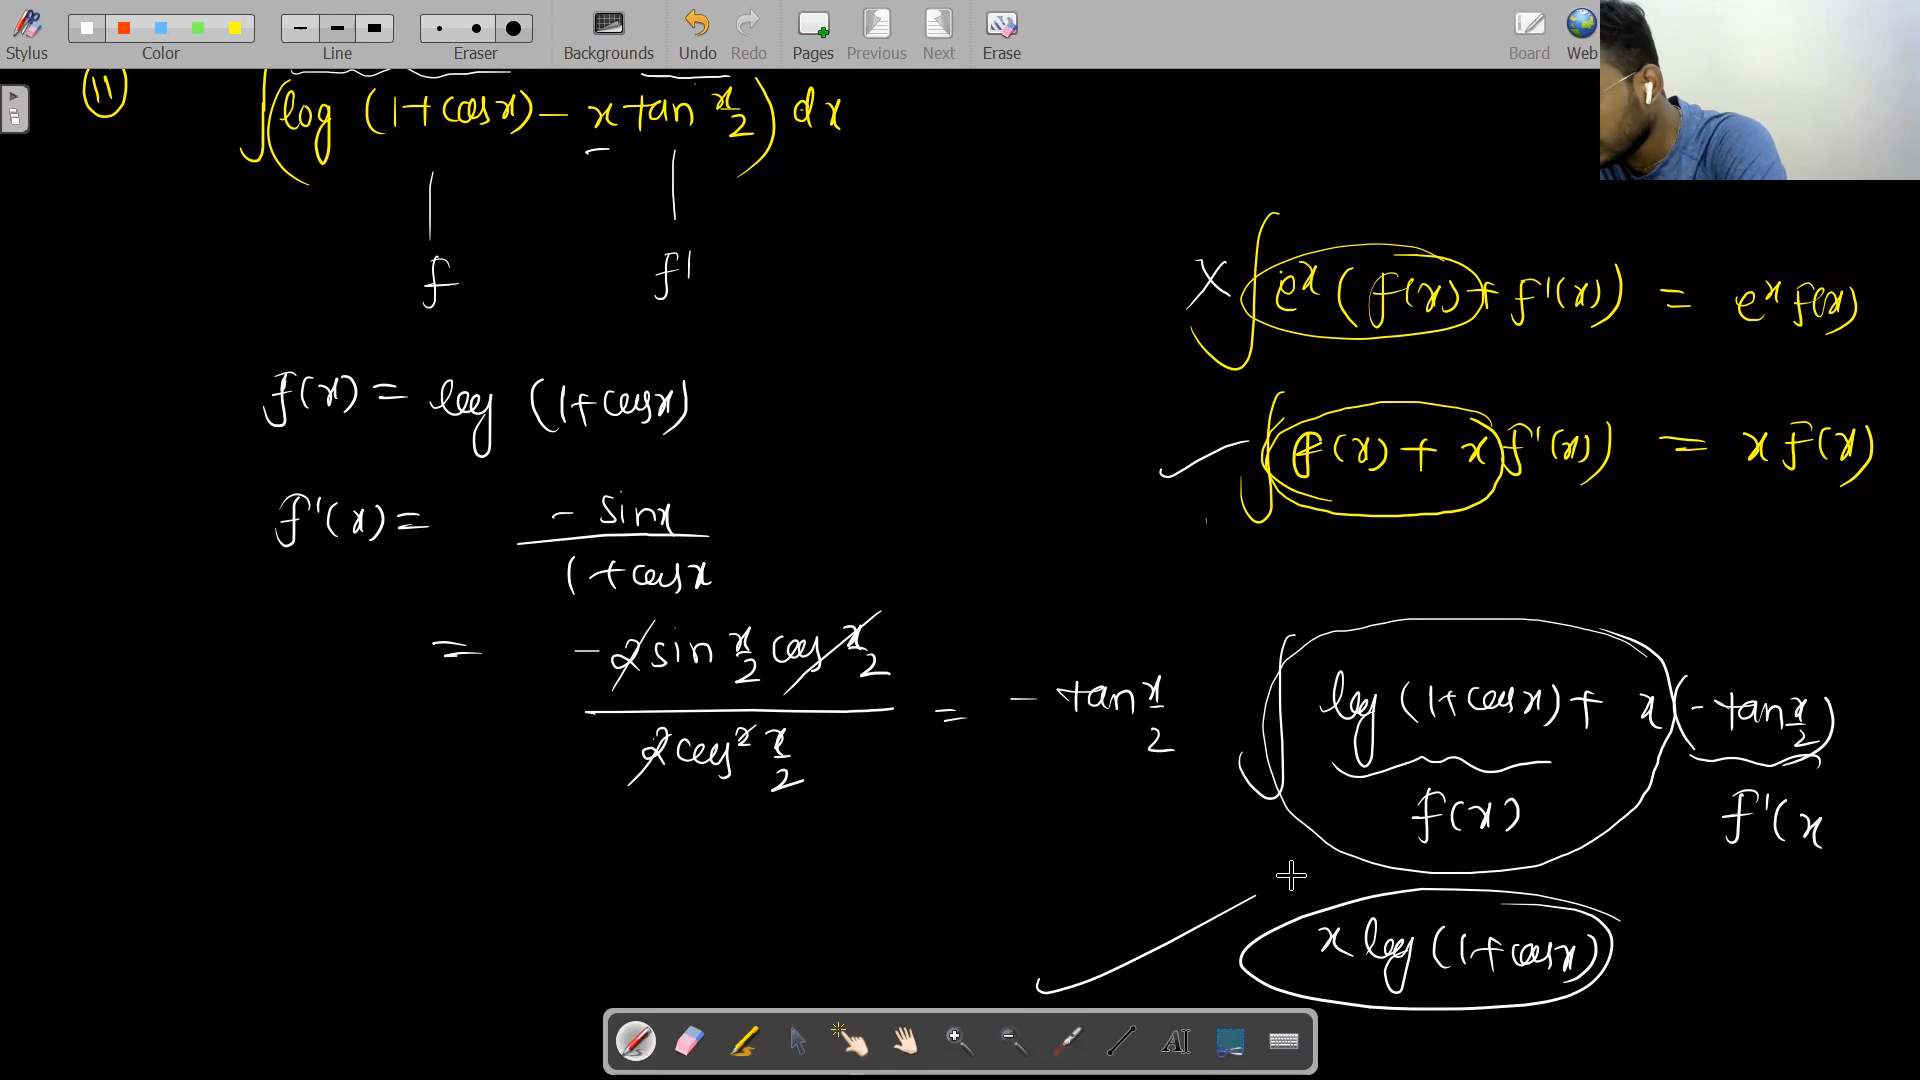 Stylus
Color
Line
Eraser
Backgrounds
Undo
Redo
Pages
Previous
Next
Erase
Board
Web
11
∫(log (1+cosx) – x tan x/2) dx
f f'
f(x) = log (1+cosx)
f'(x) = - sinx / (1+cosx
= -2sin x/2 cos x/2 / 2cos² x/2 = - tan x/2
X ∫ e^x (f(x) + f'(x)) = e^x f(x)
∫ f(x) + x f'(x)) = x f(x)
∫ log (1+cosx) + x (- tan x/2)
f(x) f'(x
x log (1+cosx)
AI